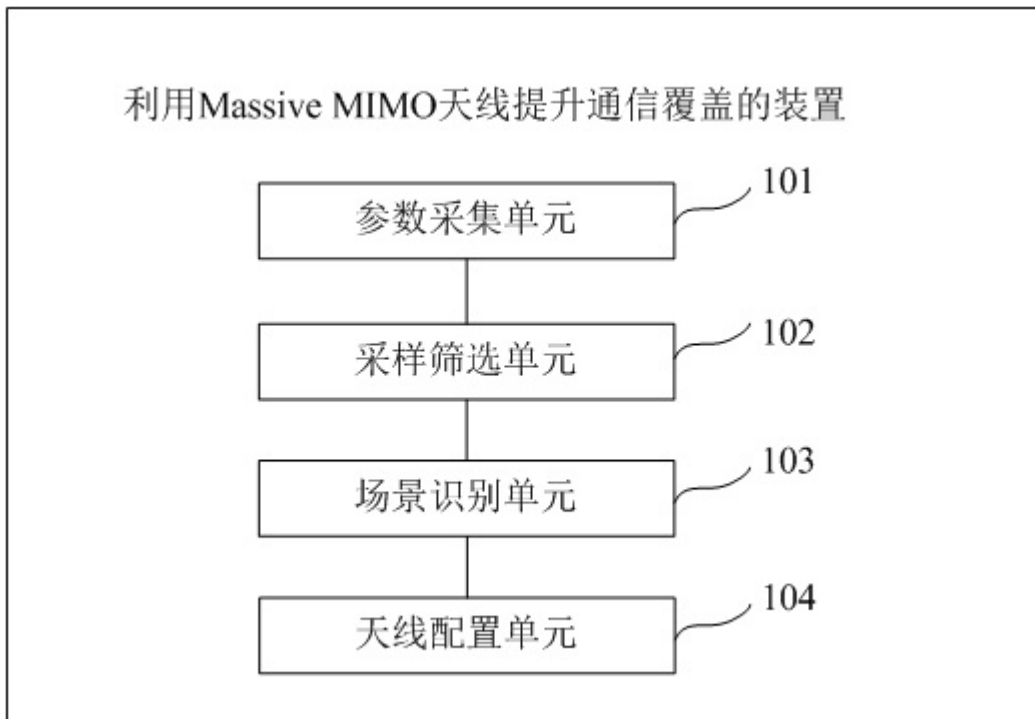 利用Massive MIMO天线提升通信覆盖的装置
参数采集单元
101
采样筛选单元
102
场景识别单元
103
天线配置单元
104